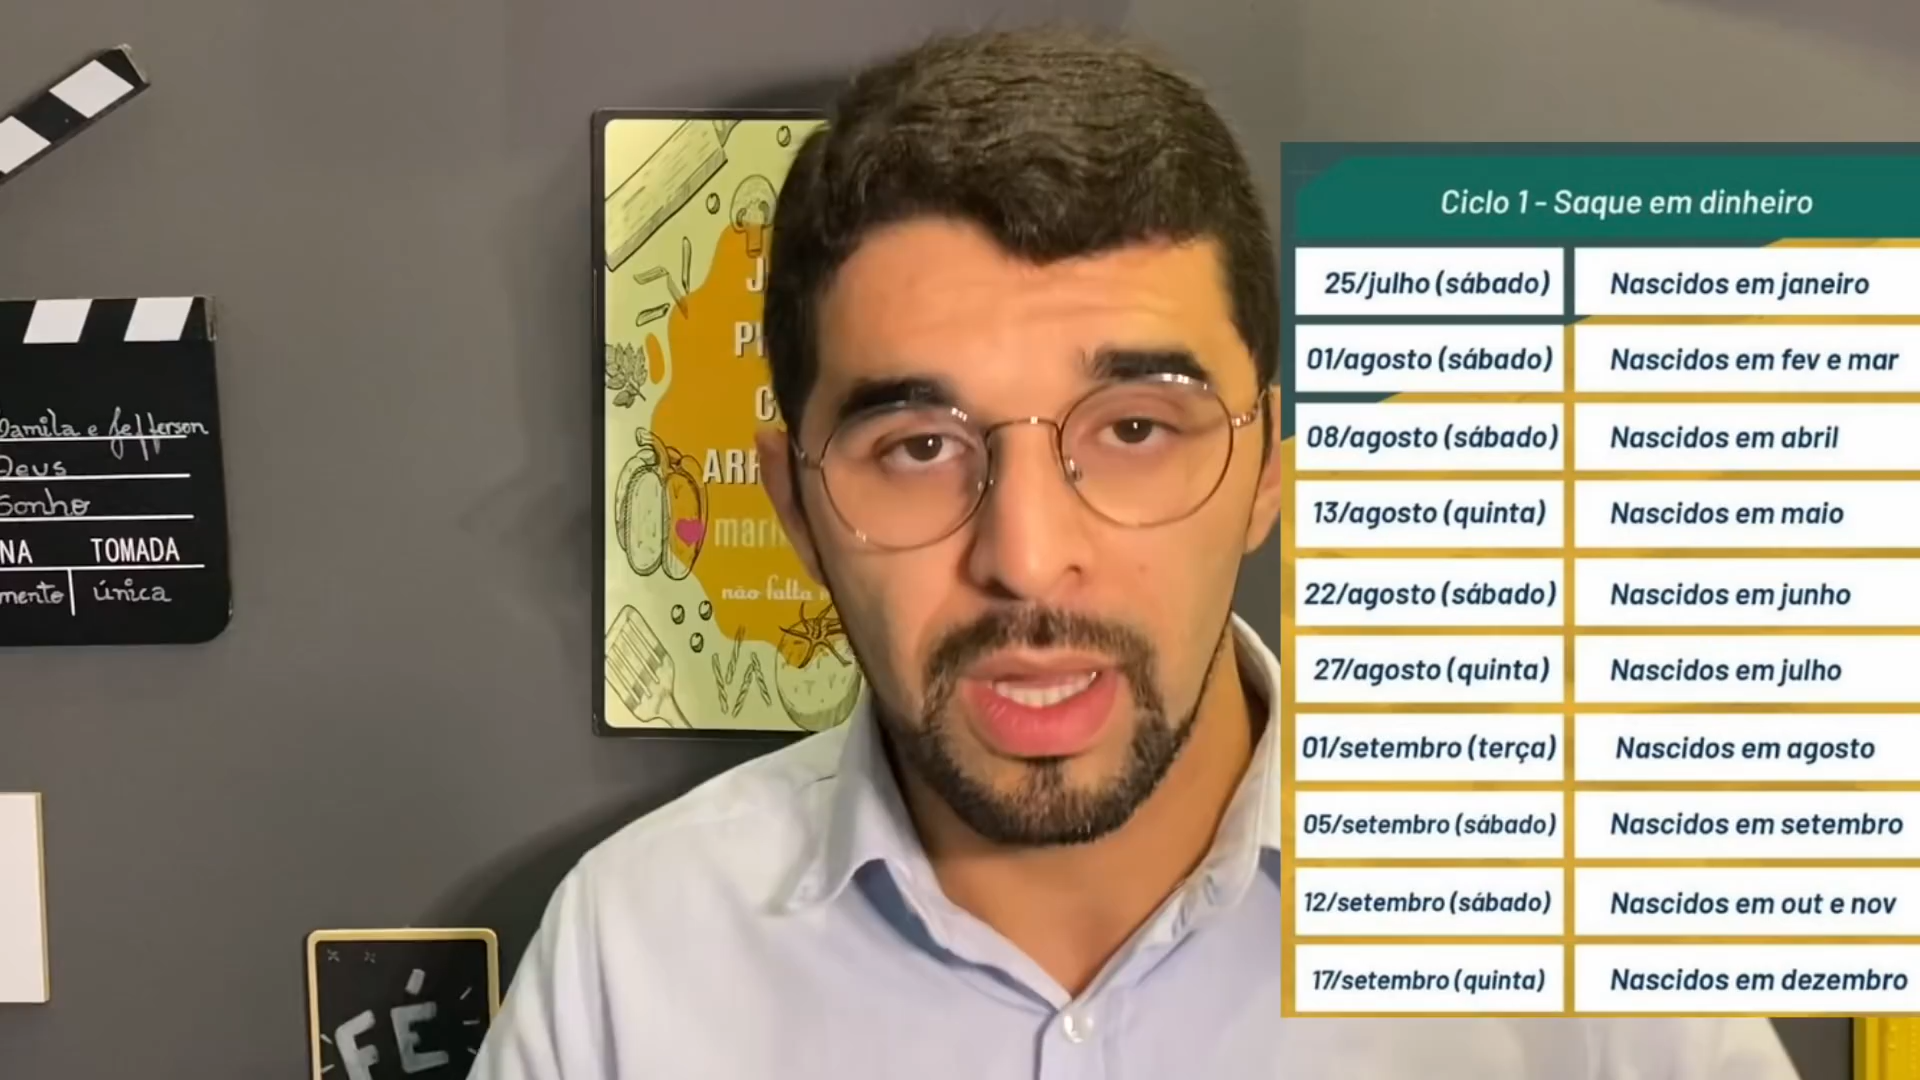 Camila e Jefferson
Deus
Sonho
TOMADA
única
não falta
FÉ
Ciclo 1 - Saque em dinheiro
25/julho (sábado) Nascidos em janeiro
01/agosto (sábado) Nascidos em fev e mar
08/agosto (sábado) Nascidos em abril
13/agosto (quinta) Nascidos em maio
22/agosto (sábado) Nascidos em junho
27/agosto (quinta) Nascidos em julho
01/setembro (terça) Nascidos em agosto
05/setembro (sábado) Nascidos em setembro
12/setembro (sábado) Nascidos em out e nov
17/setembro (quinta) Nascidos em dezembro